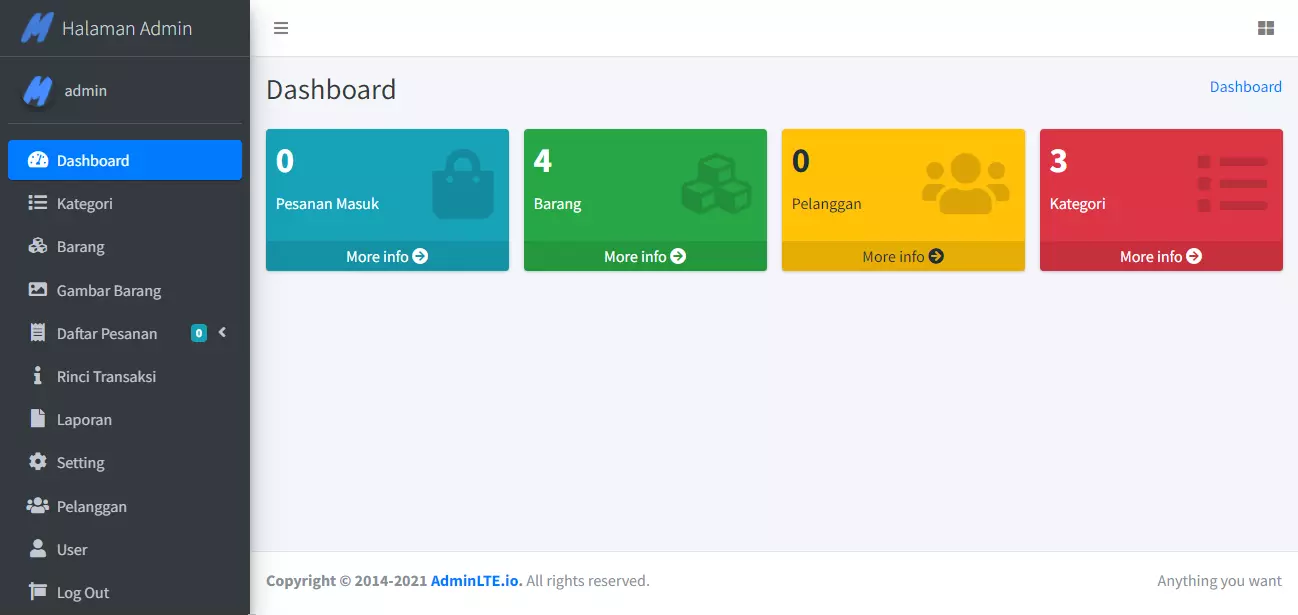 Halaman Admin
admin
Dashboard
Kategori
Barang
Gambar Barang
Daftar Pesanan 0
Rinci Transaksi
Laporan
Setting
Pelanggan
User
Log Out
Dashboard
Dashboard
0
Pesanan Masuk
More info
4
Barang
More info
0
Pelanggan
More info
3
Kategori
More info
Copyright © 2014-2021 AdminLTE.io. All rights reserved.
Anything you want